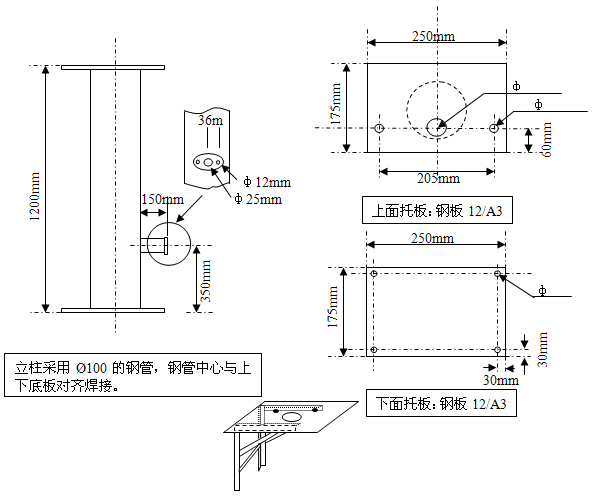 250mm
175mm
ф
ф
60mm
205mm
上面托板：钢板 12/A3
36m
ф 12mm
ф 25mm
1200mm
150mm
350mm
250mm
175mm
ф
30mm
30mm
下面托板：钢板 12/A3
立柱采用 Ø100 的钢管，钢管中心与上
下底板对齐焊接。